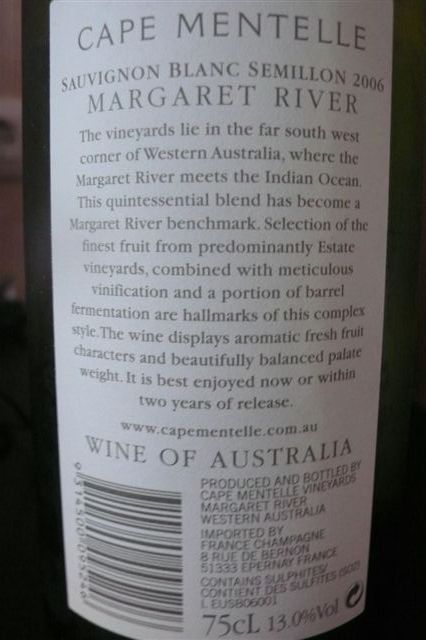 CAPE MENTELLE
SAUVIGNON BLANC SEMILLON 2006
MARGARET RIVER
The vineyards lie in the far south west
corner of Western Australia, where the
Margaret River meets the Indian Ocean.
This quintessential blend has become a
Margaret River benchmark. Selection of the
finest fruit from predominantly Estate
vineyards, combined with meticulous
vinification and a portion of barrel
fermentation are hallmarks of this complex
style. The wine displays aromatic fresh fruit
characters and beautifully balanced palate
weight. It is best enjoyed now or within
two years of release.
www.capementelle.com.au
WINE OF AUSTRALIA
PRODUCED AND BOTTLED BY
CAPE MENTELLE VINEYARDS
MARGARET RIVER
WESTERN AUSTRALIA
IMPORTED BY
FRANCE CHAMPAGNE
8 RUE DE BERNON
51333 EPERNAY FRANCE
CONTAINS SULPHITES/
CONTIENT DES SULFITES (SO2)
L EUSB06001
75cL 13.0%Vol